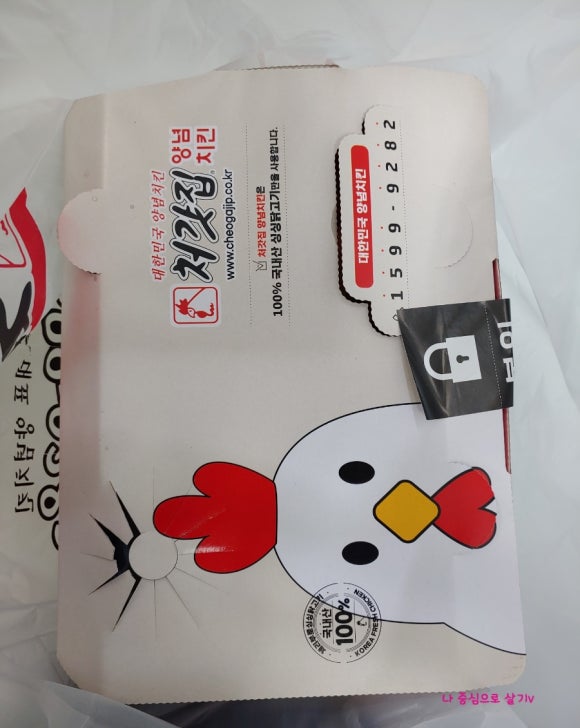 대한민국 양념치킨
처갓집 양념
치킨
www.cheogajip.co.kr
처갓집 양념치킨은
100% 국내산 싱싱닭고기만을 사용합니다.
대한민국 양념치킨
1599-9282
국내산
100%
KOREA FRESH CHICKEN
대표 양념치킨
나 중심으로 살기v